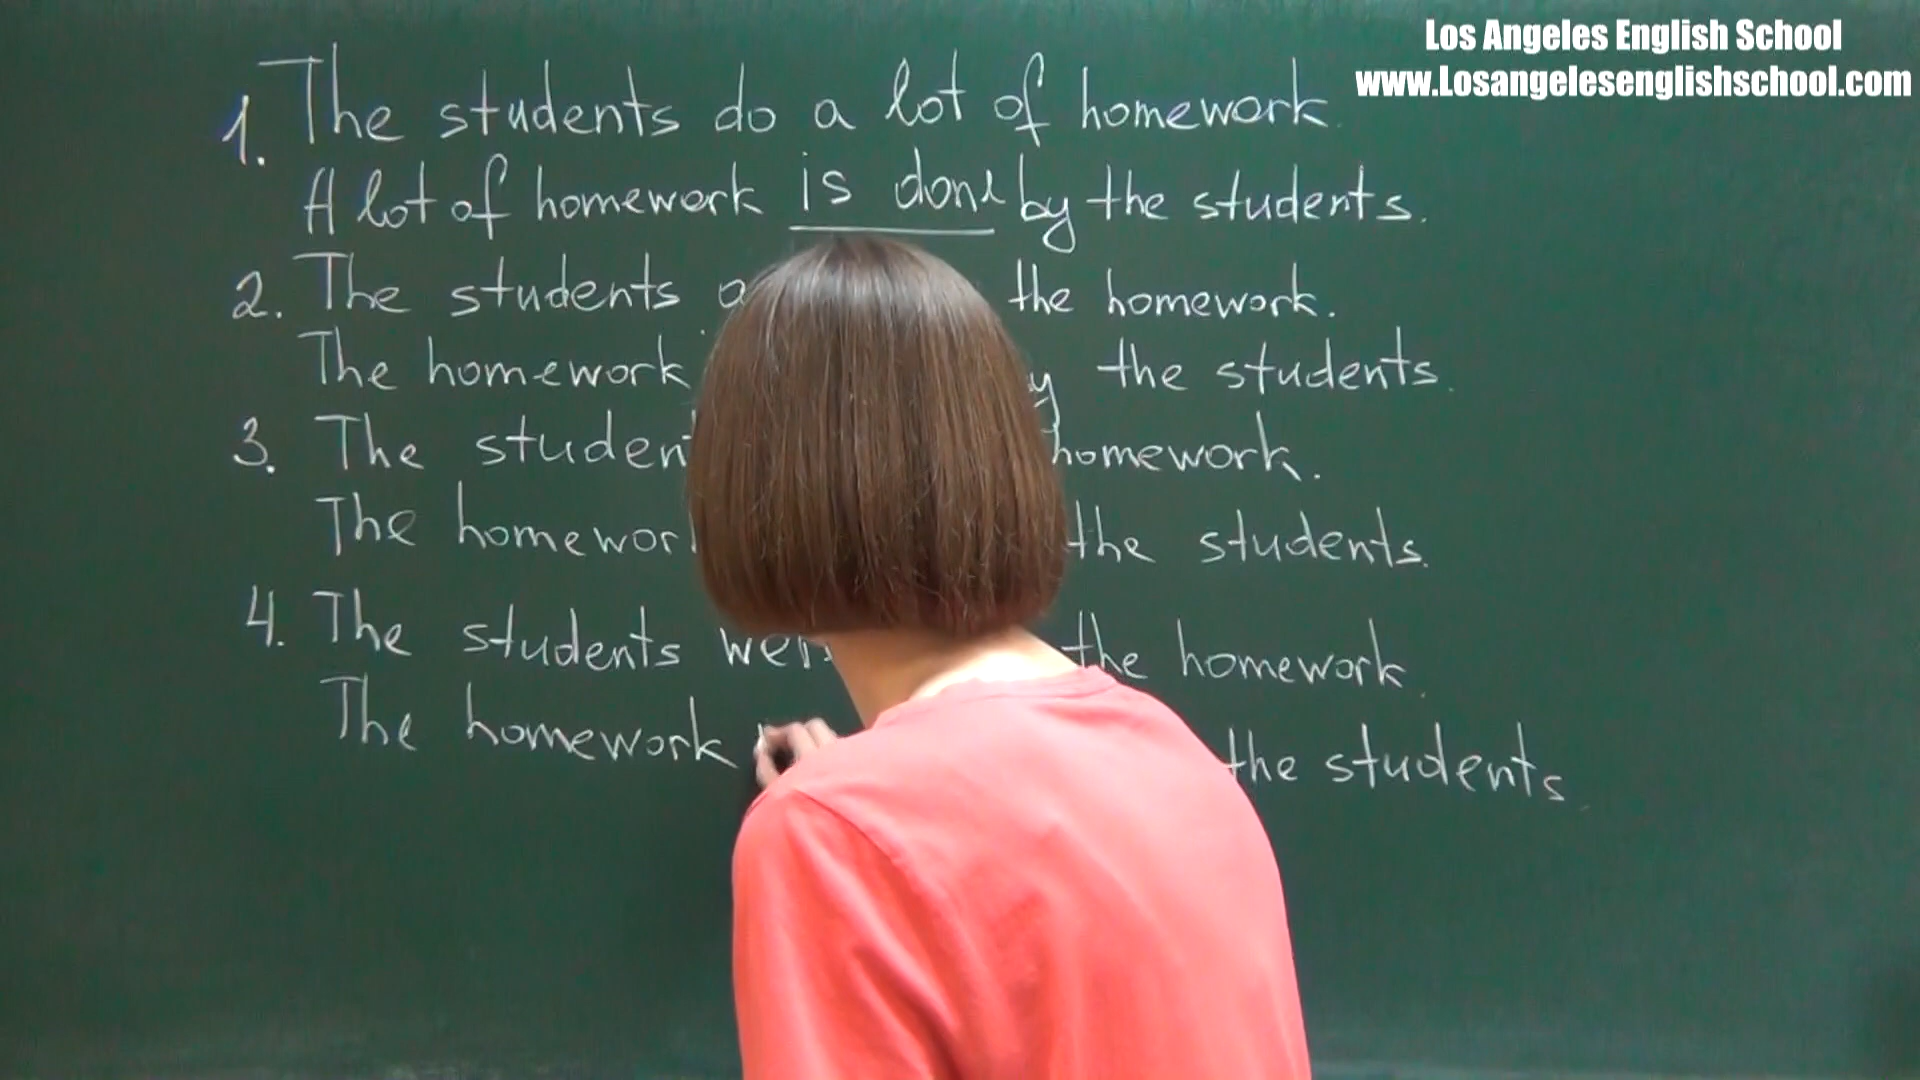 Los Angeles English School
www.Losangelesenglishschool.com
1. The students do a lot of homework.
A lot of homework is done by the students.
2. The students the homework.
The homework the students.
3. The homework.
The the students.
4. The students the homework.
The homework the students